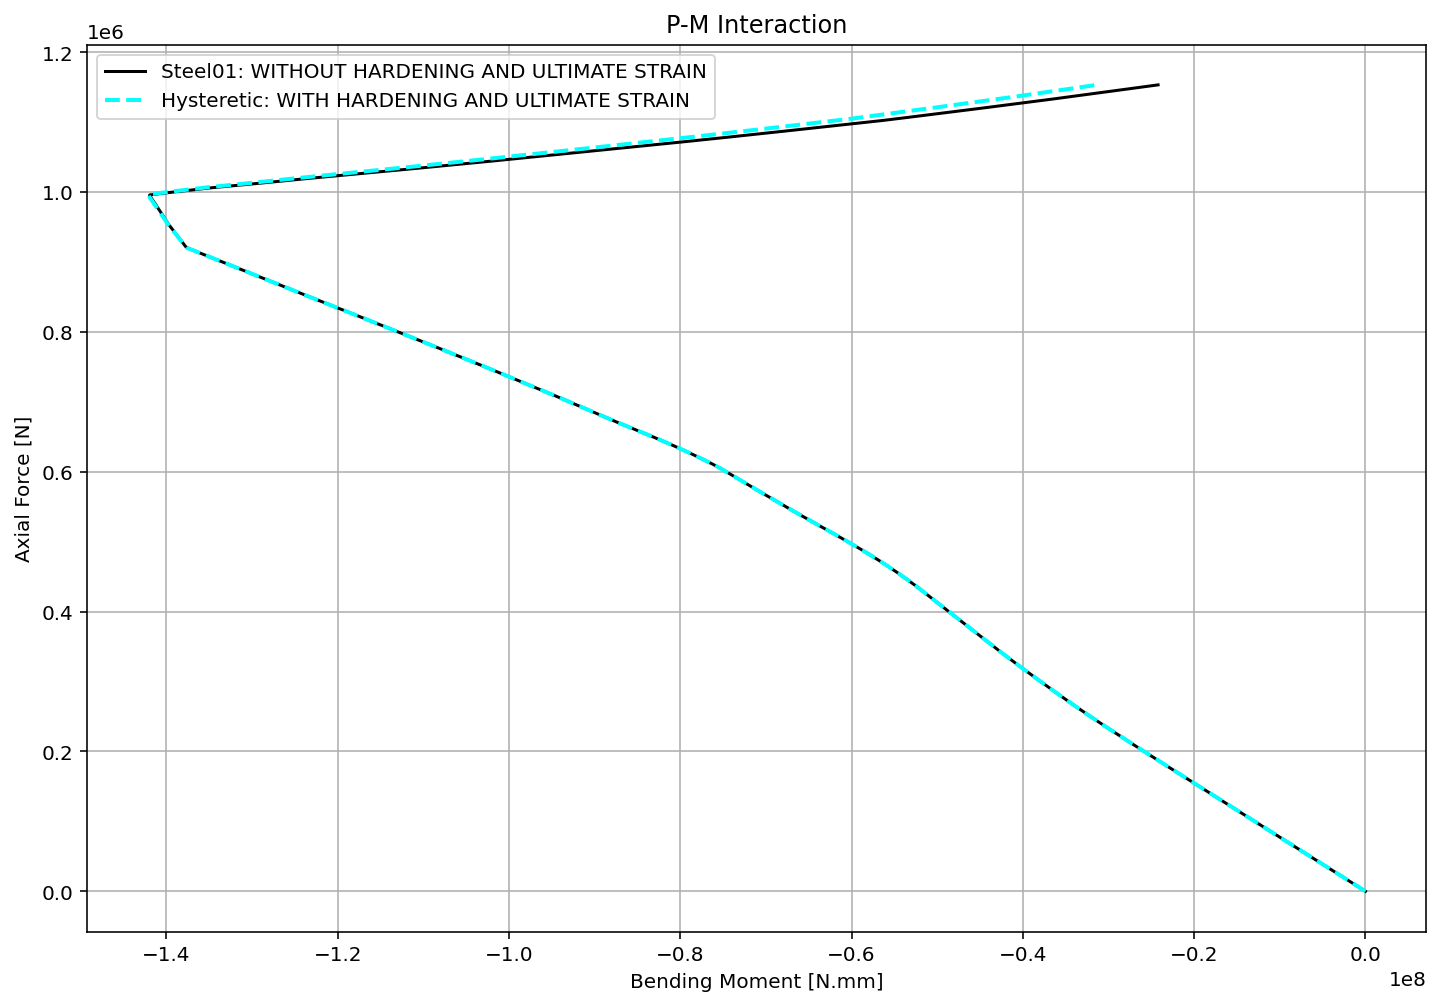 P-M Interaction
1e6
Steel01: WITHOUT HARDENING AND ULTIMATE STRAIN
Hysteretic: WITH HARDENING AND ULTIMATE STRAIN
1.2
1.0
0.8
0.6
0.4
0.2
0.0
Axial Force [N]
−1.4 −1.2 −1.0 −0.8 −0.6 −0.4 −0.2 0.0
Bending Moment [N.mm]
1e8